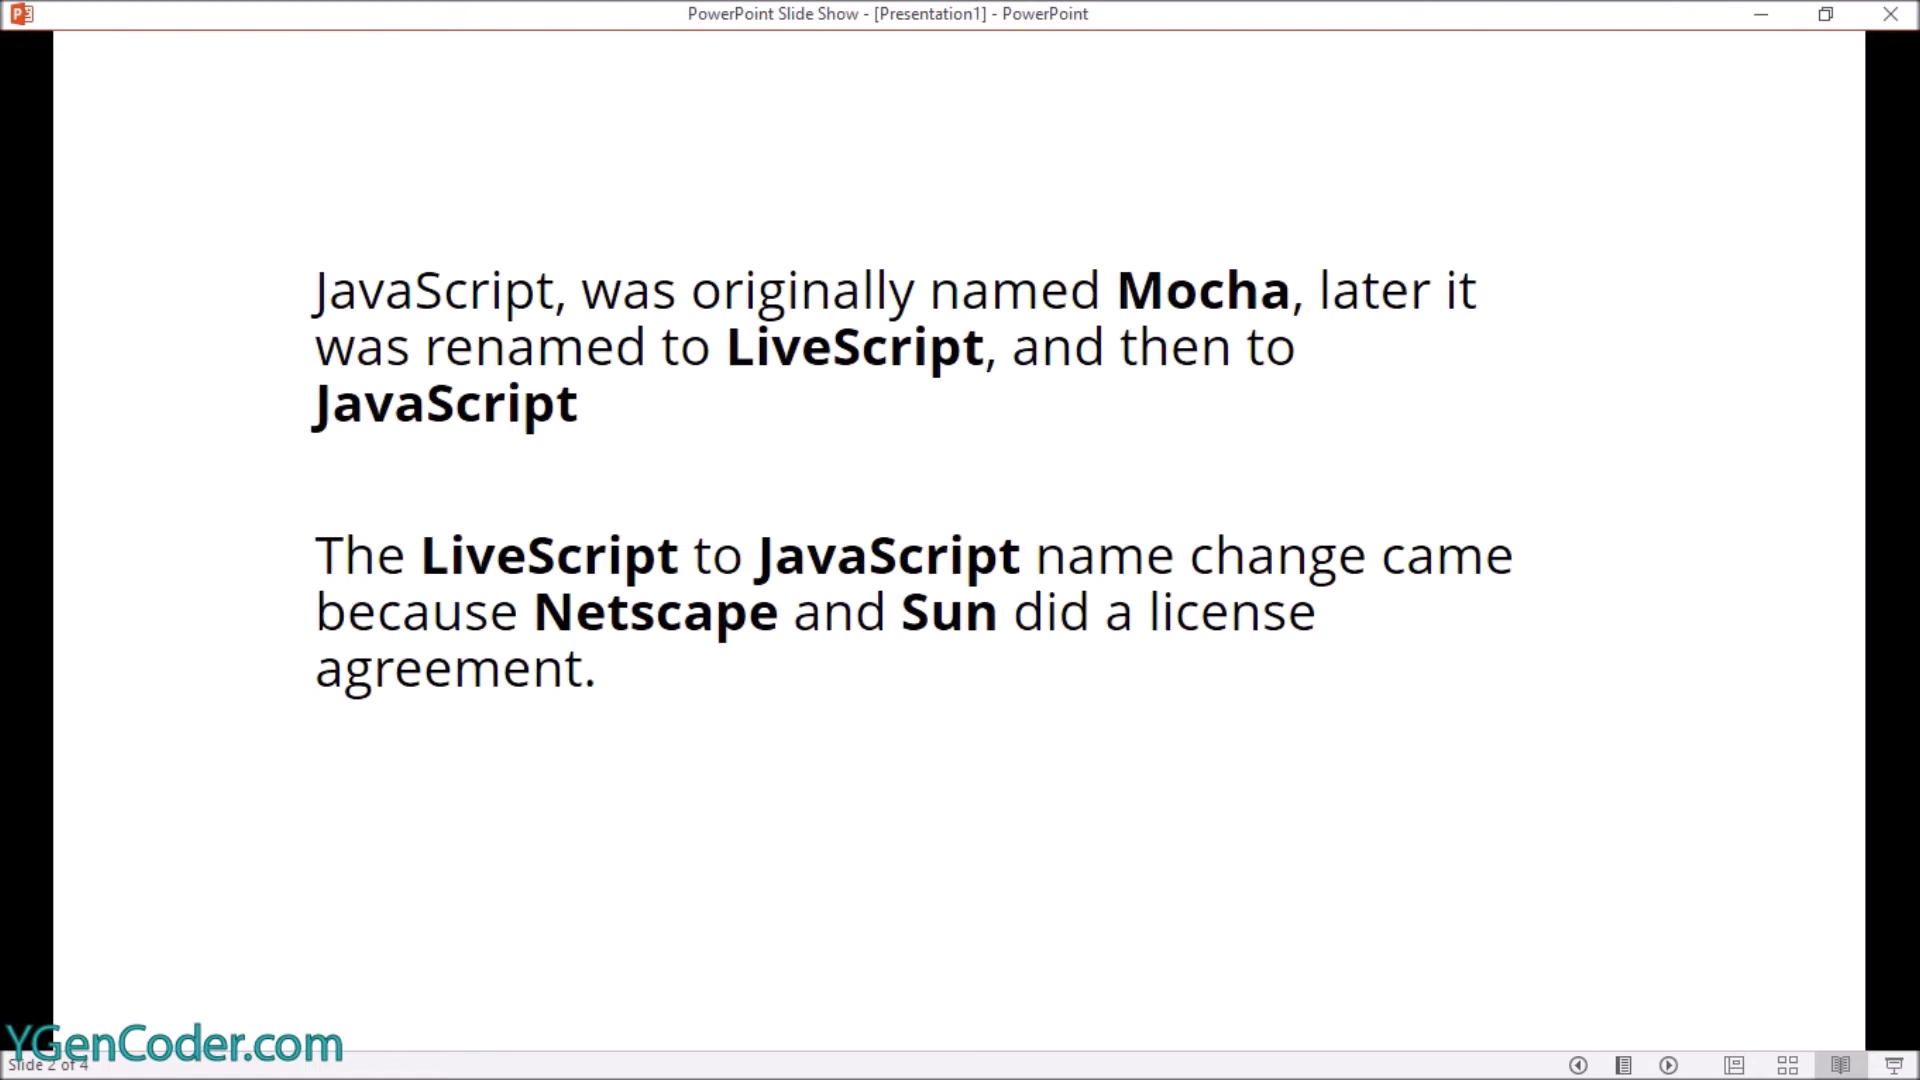 PowerPoint Slide Show - [Presentation1] - PowerPoint
JavaScript, was originally named Mocha, later it
was renamed to LiveScript, and then to
JavaScript
The LiveScript to JavaScript name change came
because Netscape and Sun did a license
agreement.
YGenCoder.com
Slide 2 of 4